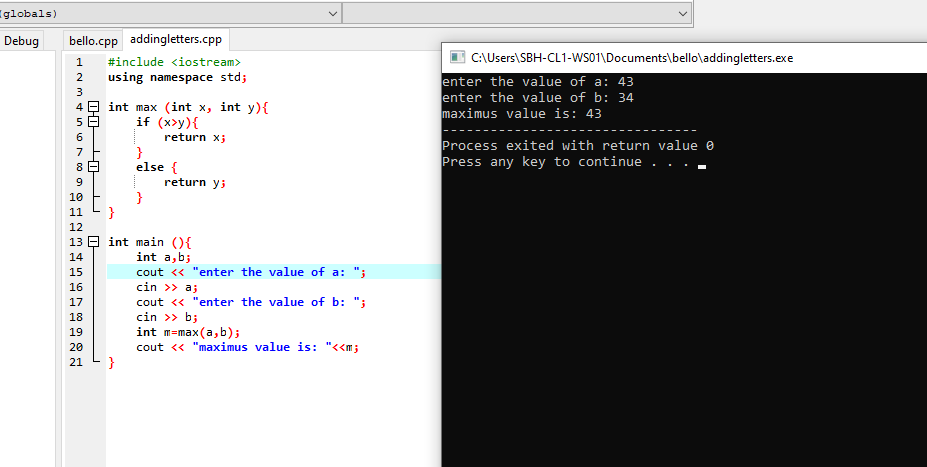 (globals)
Debug
bello.cpp addingletters.cpp
1 #include <iostream>
2 using namespace std;
3
4 int max (int x, int y){
5 if (x>y){
6 return x;
7 }
8 else {
9 return y;
10 }
11 }
12
13 int main (){
14 int a,b;
15 cout << "enter the value of a: ";
16 cin >> a;
17 cout << "enter the value of b: ";
18 cin >> b;
19 int m=max(a,b);
20 cout << "maximus value is: "<<m;
21 }
C:\Users\SBH-CL1-WS01\Documents\bello\addingletters.exe
enter the value of a: 43
enter the value of b: 34
maximus value is: 43
--------------------------------
Process exited with return value 0
Press any key to continue . . .